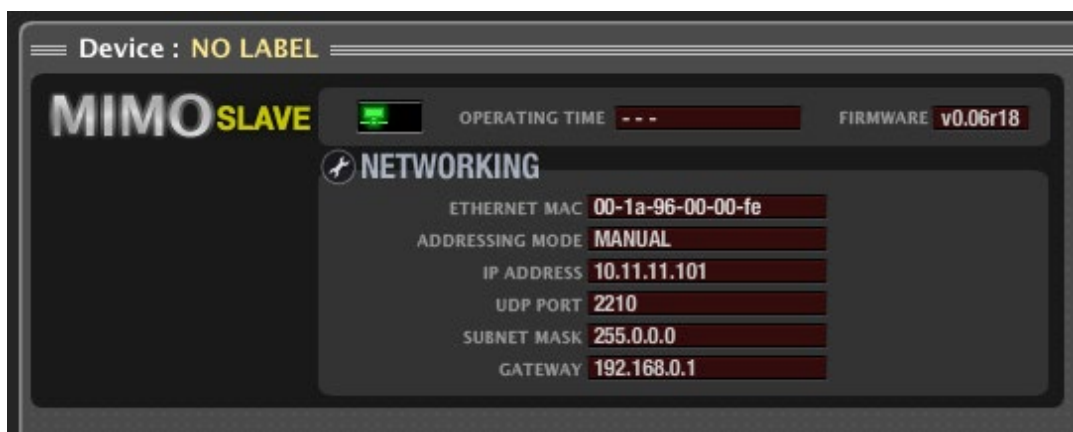 Device : NO LABEL
MIMO SLAVE
OPERATING TIME - - - FIRMWARE v0.06r18
NETWORKING
ETHERNET MAC 00-1a-96-00-00-fe
ADDRESSING MODE MANUAL
IP ADDRESS 10.11.11.101
UDP PORT 2210
SUBNET MASK 255.0.0.0
GATEWAY 192.168.0.1